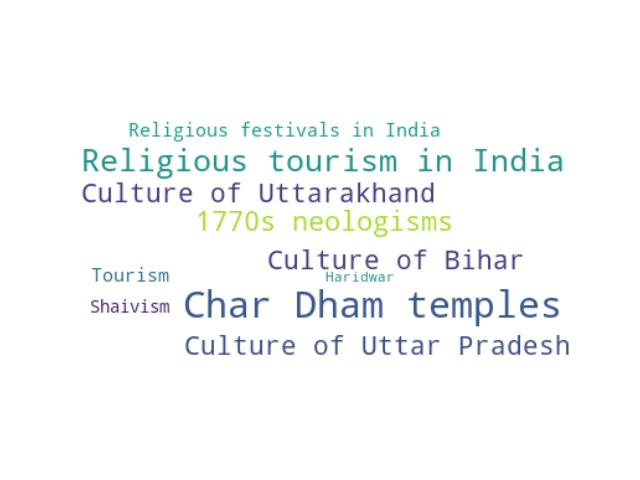 Religious festivals in India
Religious tourism in India
Culture of Uttarakhand
1770s neologisms
Culture of Bihar
Tourism
Haridwar
Shaivism
Char Dham temples
Culture of Uttar Pradesh